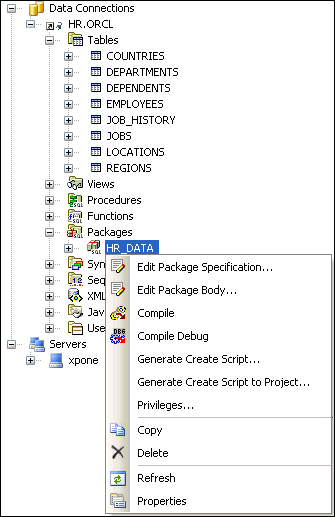 Data Connections
HR.ORCL
Tables
COUNTRIES
DEPARTMENTS
DEPENDENTS
EMPLOYEES
JOB_HISTORY
JOBS
LOCATIONS
REGIONS
Views
Procedures
Functions
Packages
HR_DATA
Syn
Seq
XML
Jav
Use
Servers
xpone
Edit Package Specification...
Edit Package Body...
Compile
Compile Debug
Generate Create Script...
Generate Create Script to Project...
Privileges...
Copy
Delete
Refresh
Properties